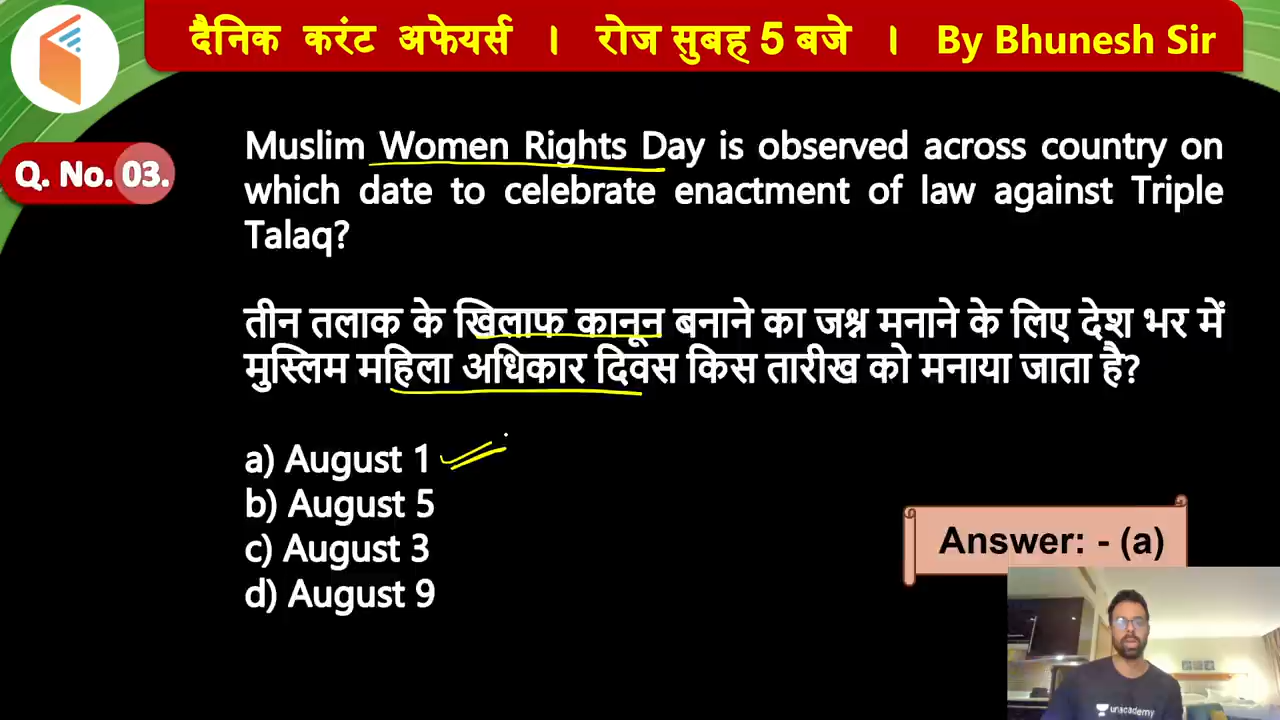 दैनिक करंट अफेयर्स । रोज सुबह 5 बजे । By Bhunesh Sir
Q. No. 03.
Muslim Women Rights Day is observed across country on
which date to celebrate enactment of law against Triple
Talaq?
तीन तलाक के खिलाफ कानून बनाने का जश्न मनाने के लिए देश भर में
मुस्लिम महिला अधिकार दिवस किस तारीख को मनाया जाता है?
a) August 1
b) August 5
c) August 3
d) August 9
Answer: - (a)
unacademy